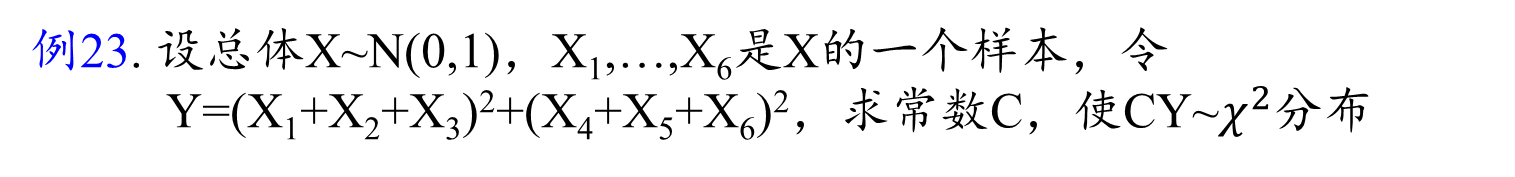 例23. 设总体X~N(0,1)，X₁,…,X₆是X的一个样本，令
Y=(X₁+X₂+X₃)²+(X₄+X₅+X₆)²，求常数C，使CY~χ²分布